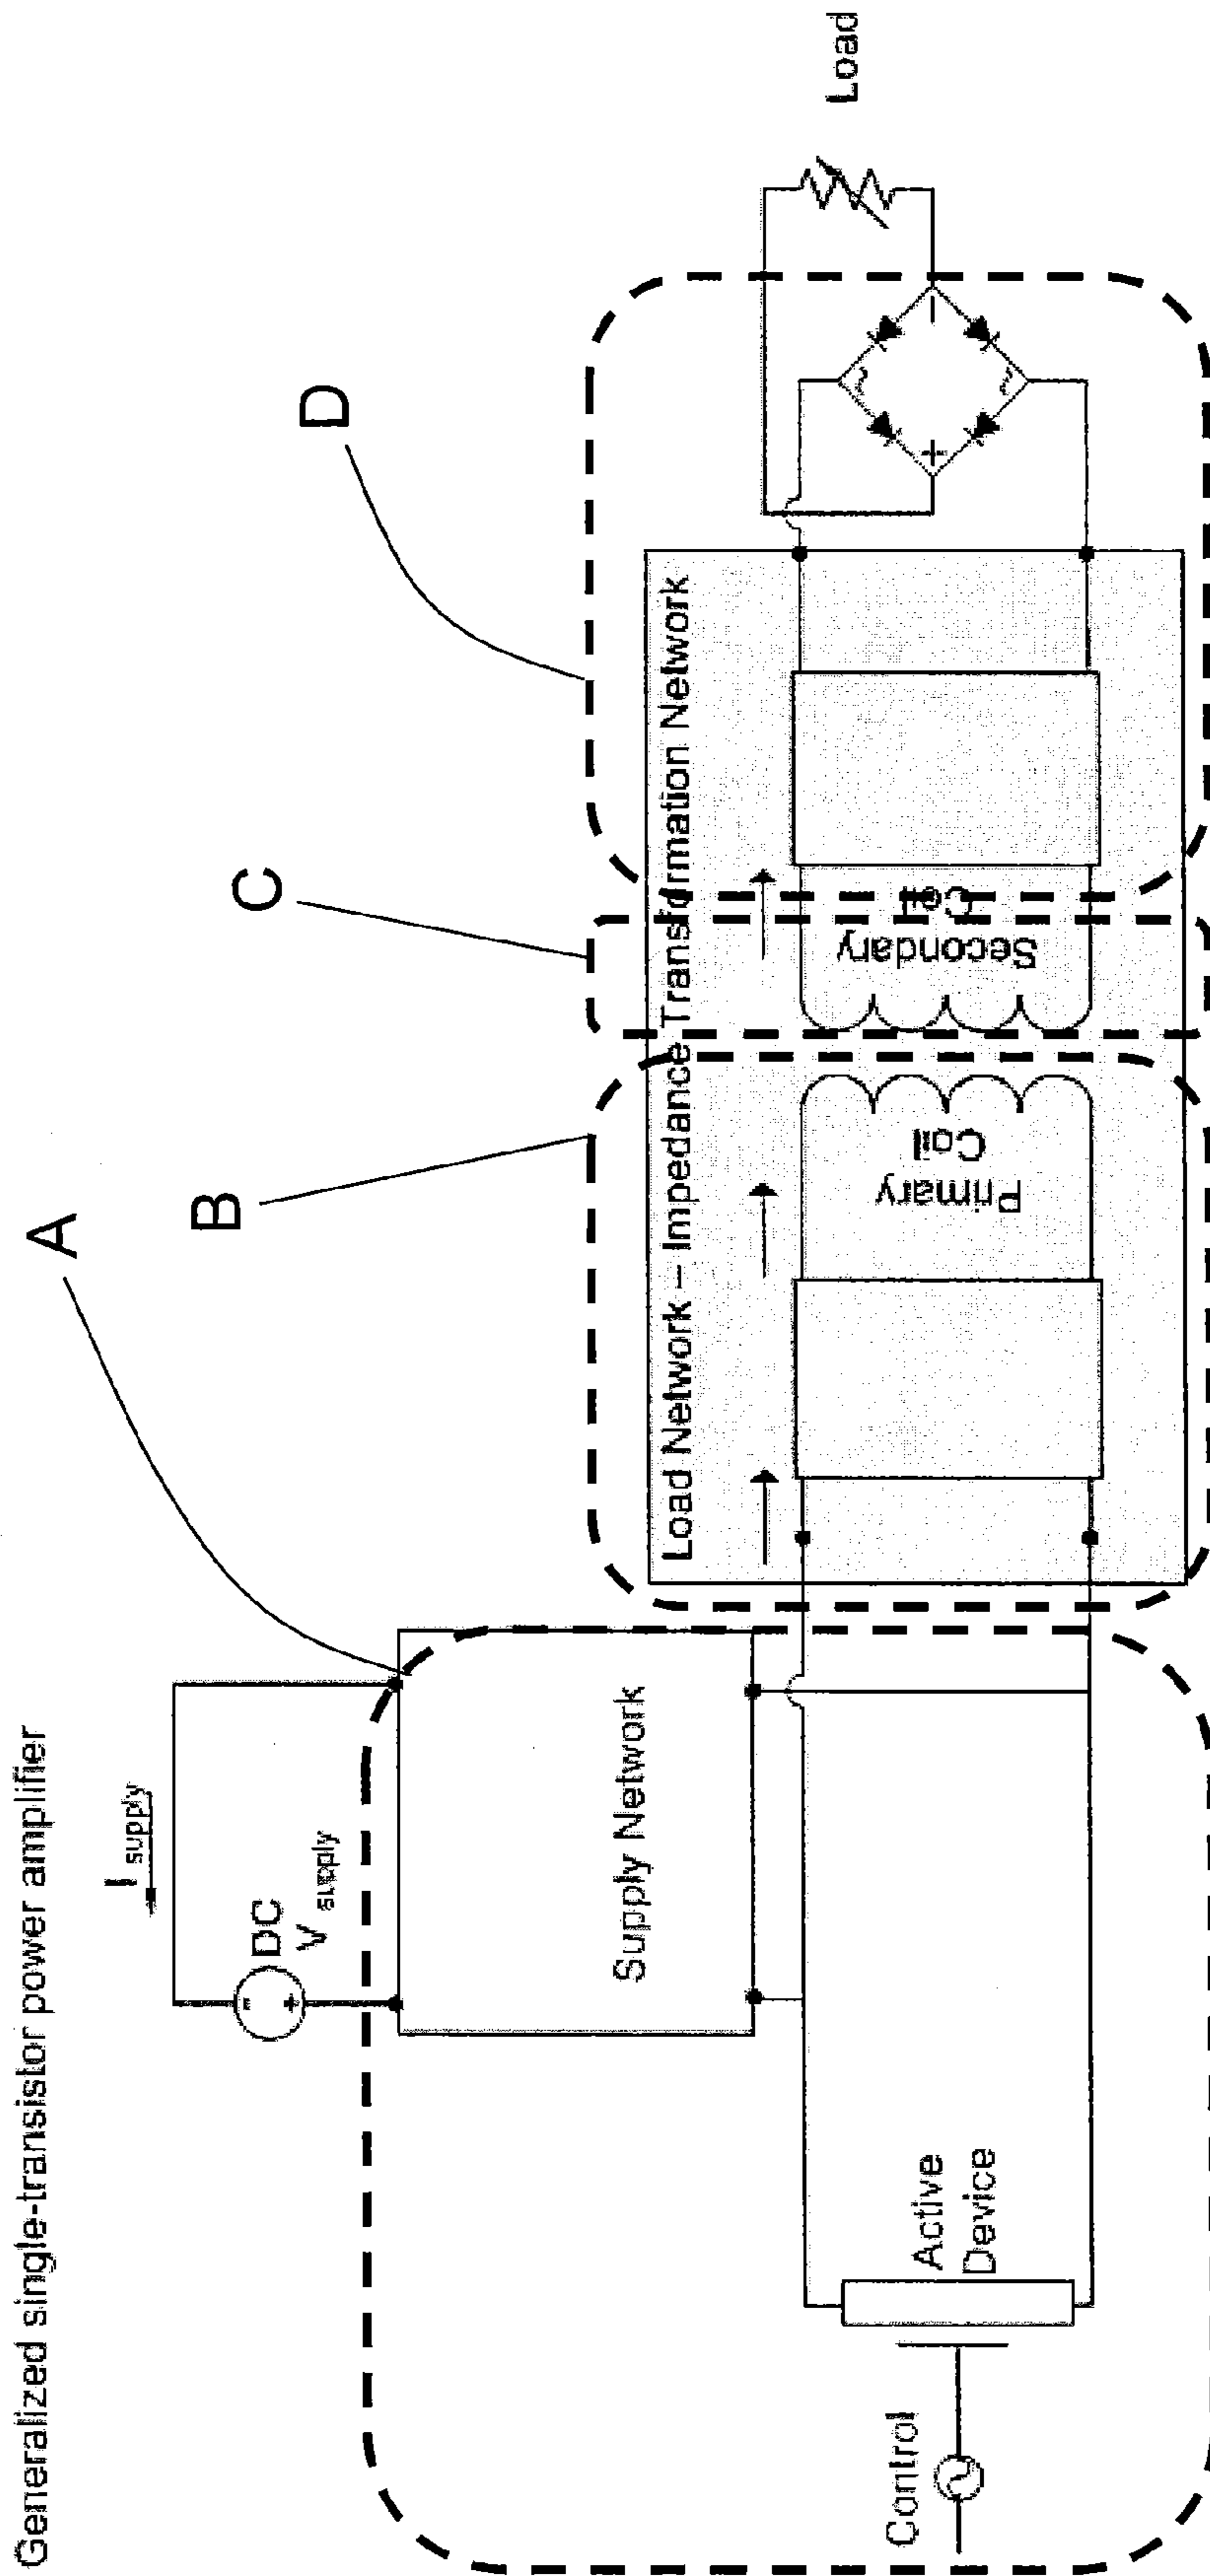 Generalized single-transistor power amplifier
I supply
- + DC
V supply
A
B
C
D
Supply Network
Load Network – Impedance Transformation Network
Control
Active
Device
Primary
Coil
Secondary
Coil
+
-
~
~
Load